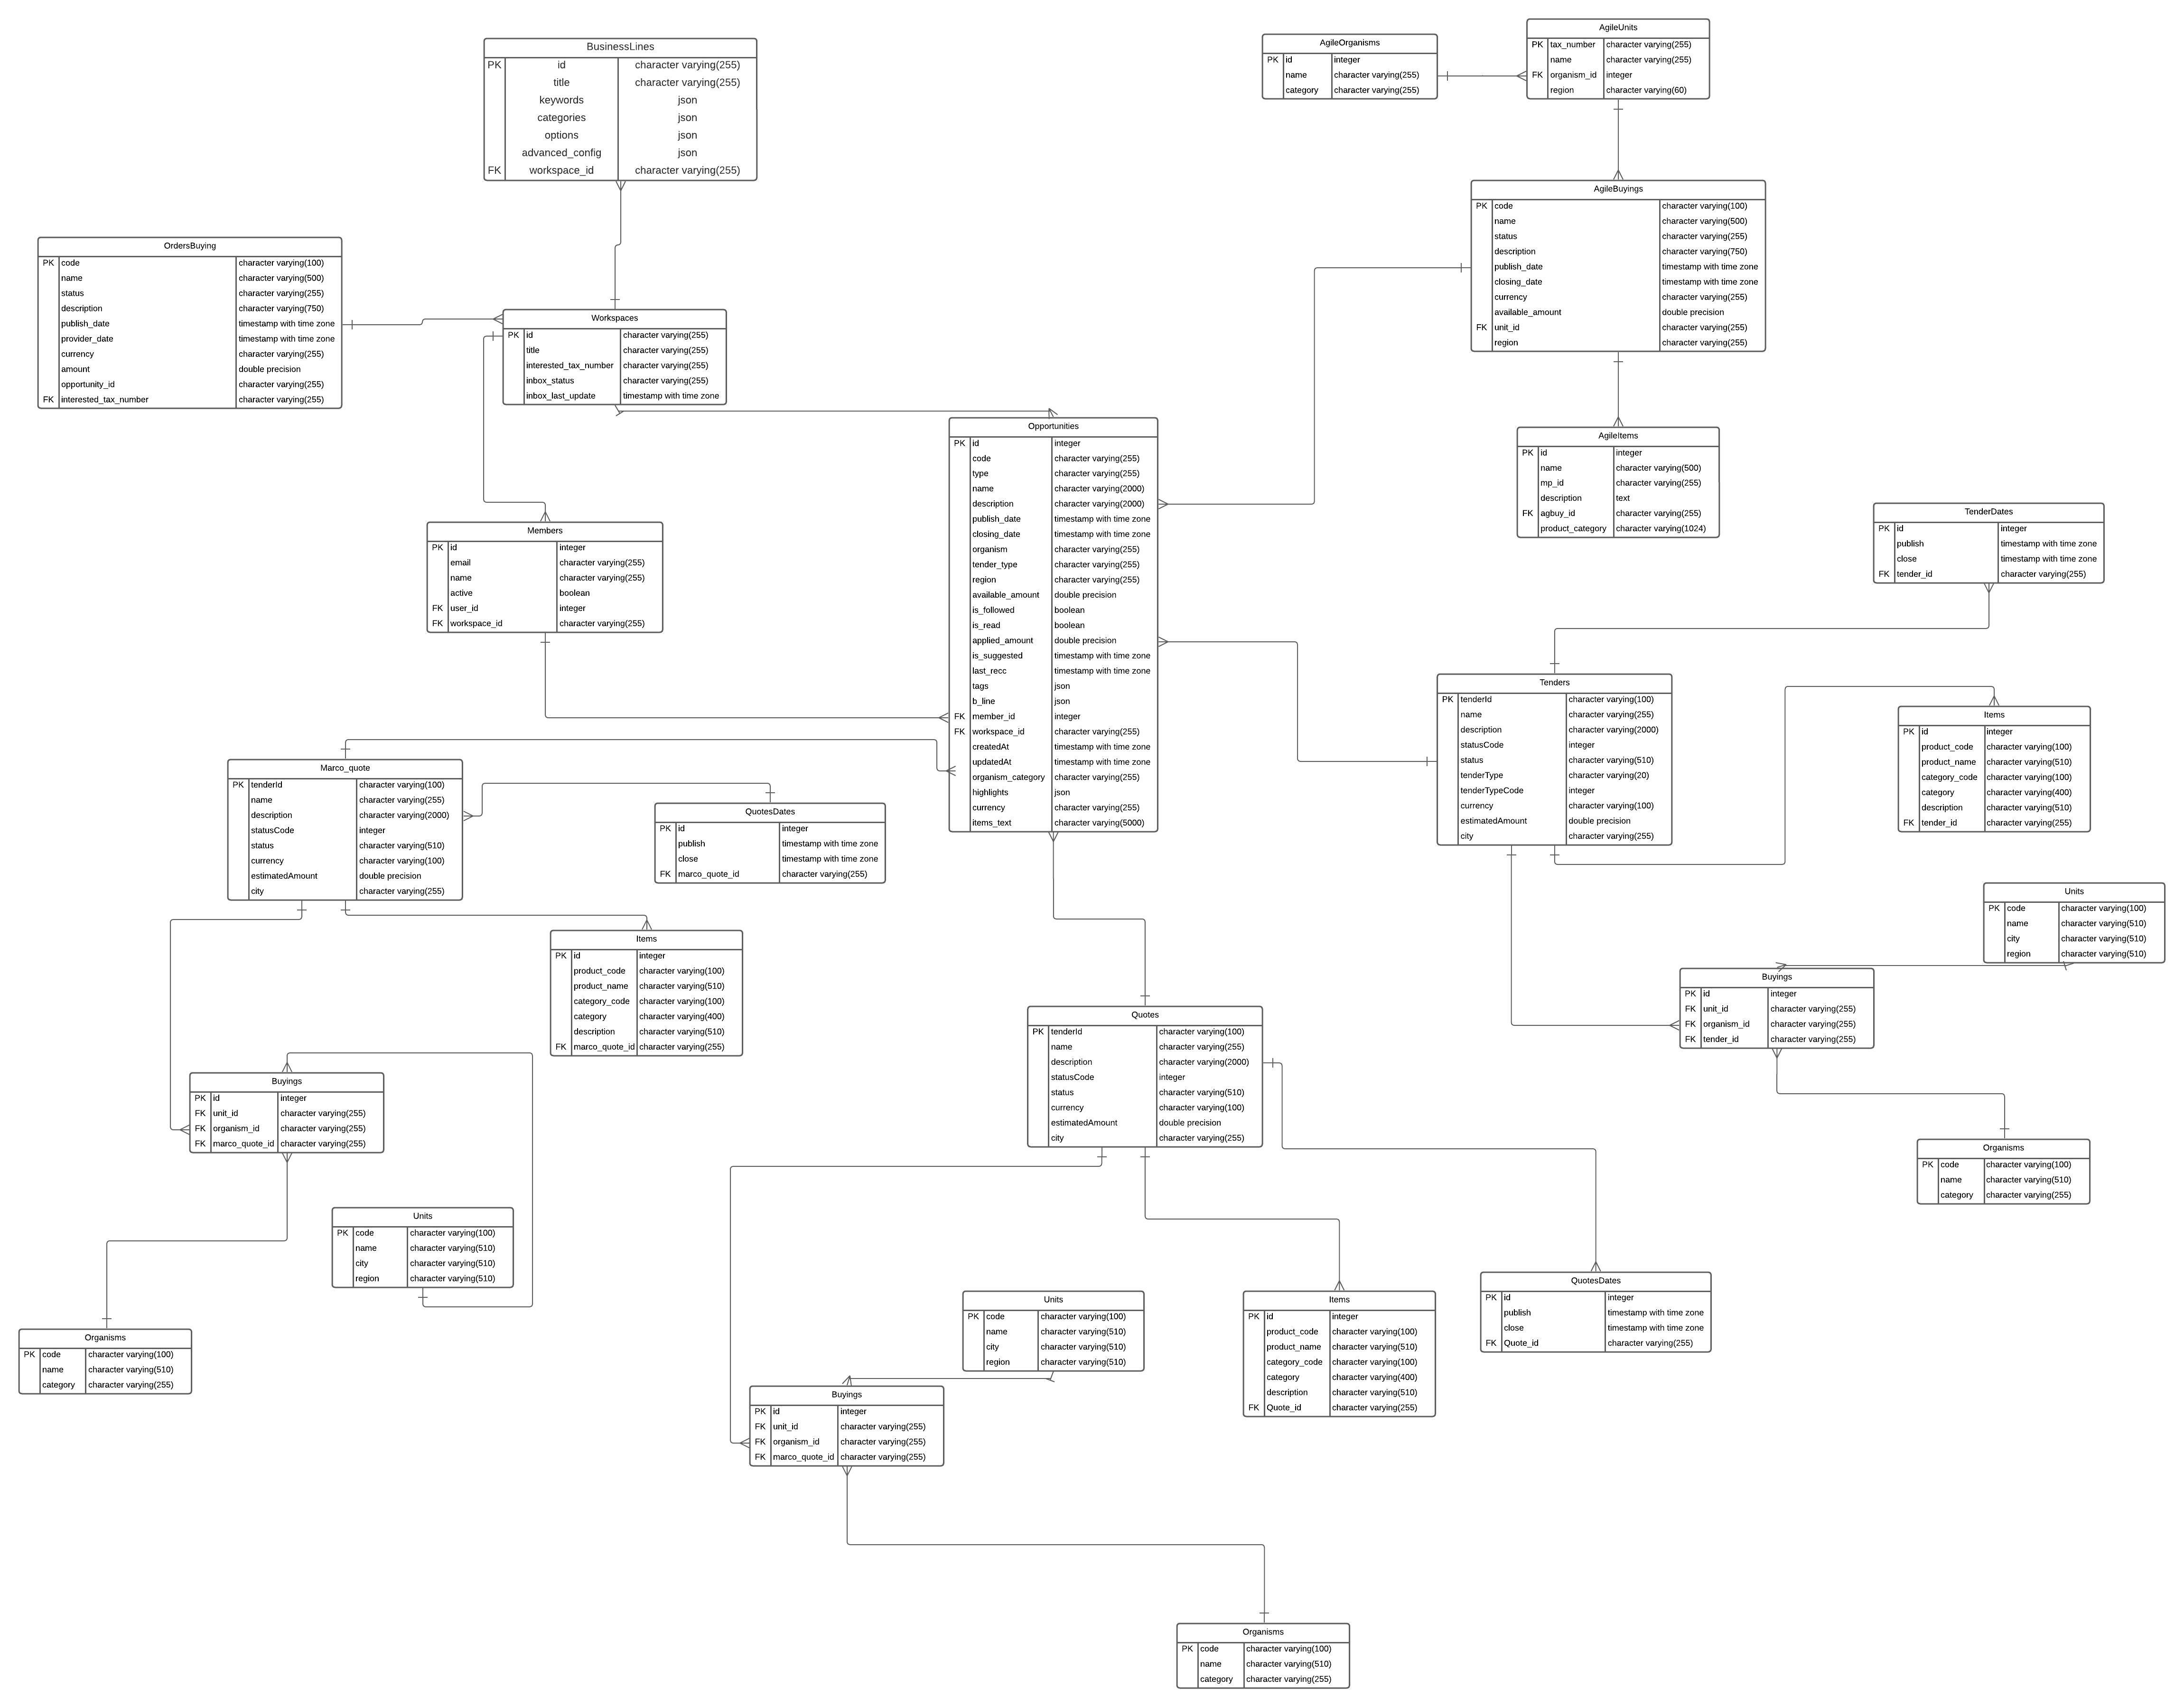 BusinessLines
PK id character varying(255)
title character varying(255)
keywords json
categories json
options json
advanced_config json
FK workspace_id character varying(255)
AgileOrganisms
PK id integer
name character varying(255)
category character varying(255)
AgileUnits
PK tax_number character varying(255)
name character varying(255)
FK organism_id integer
region character varying(60)
AgileBuyings
PK code character varying(100)
name character varying(500)
status character varying(255)
description character varying(750)
publish_date timestamp with time zone
closing_date timestamp with time zone
currency character varying(255)
available_amount double precision
FK unit_id character varying(255)
region character varying(255)
OrdersBuying
PK code character varying(100)
name character varying(500)
status character varying(255)
description character varying(750)
publish_date timestamp with time zone
provider_date timestamp with time zone
currency character varying(255)
amount double precision
opportunity_id character varying(255)
FK interested_tax_number character varying(255)
Workspaces
PK id character varying(255)
title character varying(255)
interested_tax_number character varying(255)
inbox_status character varying(255)
inbox_last_update timestamp with time zone
Opportunities
PK id integer
code character varying(255)
type character varying(255)
name character varying(2000)
description character varying(2000)
publish_date timestamp with time zone
closing_date timestamp with time zone
organism character varying(255)
tender_type character varying(255)
region character varying(255)
available_amount double precision
is_followed boolean
is_read boolean
applied_amount double precision
is_suggested timestamp with time zone
last_recc timestamp with time zone
tags json
b_line json
FK member_id integer
FK workspace_id character varying(255)
createdAt timestamp with time zone
updatedAt timestamp with time zone
organism_category character varying(255)
highlights json
currency character varying(255)
items_text character varying(5000)
AgileItems
PK id integer
name character varying(500)
mp_id character varying(255)
description text
FK agbuy_id character varying(255)
product_category character varying(1024)
TenderDates
PK id integer
publish timestamp with time zone
close timestamp with time zone
FK tender_id character varying(255)
Members
PK id integer
email character varying(255)
name character varying(255)
active boolean
FK user_id integer
FK workspace_id character varying(255)
Tenders
PK tenderId character varying(100)
name character varying(255)
description character varying(2000)
statusCode integer
status character varying(510)
tenderType character varying(20)
tenderTypeCode integer
currency character varying(100)
estimatedAmount double precision
city character varying(255)
Items
PK id integer
product_code character varying(100)
product_name character varying(510)
category_code character varying(100)
category character varying(400)
description character varying(510)
FK tender_id character varying(255)
Marco_quote
PK tenderId character varying(100)
name character varying(255)
description character varying(2000)
statusCode integer
status character varying(510)
currency character varying(100)
estimatedAmount double precision
city character varying(255)
QuotesDates
PK id integer
publish timestamp with time zone
close timestamp with time zone
FK marco_quote_id character varying(255)
Units
PK code character varying(100)
name character varying(510)
city character varying(510)
region character varying(510)
Items
PK id integer
product_code character varying(100)
product_name character varying(510)
category_code character varying(100)
category character varying(400)
description character varying(510)
FK marco_quote_id character varying(255)
Buyings
PK id integer
FK unit_id character varying(255)
FK organism_id character varying(255)
FK tender_id character varying(255)
Quotes
PK tenderId character varying(100)
name character varying(255)
description character varying(2000)
statusCode integer
status character varying(510)
currency character varying(100)
estimatedAmount double precision
city character varying(255)
Buyings
PK id integer
FK unit_id character varying(255)
FK organism_id character varying(255)
FK marco_quote_id character varying(255)
Organisms
PK code character varying(100)
name character varying(510)
category character varying(255)
Units
PK code character varying(100)
name character varying(510)
city character varying(510)
region character varying(510)
QuotesDates
PK id integer
publish timestamp with time zone
close timestamp with time zone
FK Quote_id character varying(255)
Units
PK code character varying(100)
name character varying(510)
city character varying(510)
region character varying(510)
Items
PK id integer
product_code character varying(100)
product_name character varying(510)
category_code character varying(100)
category character varying(400)
description character varying(510)
FK Quote_id character varying(255)
Organisms
PK code character varying(100)
name character varying(510)
category character varying(255)
Buyings
PK id integer
FK unit_id character varying(255)
FK organism_id character varying(255)
FK marco_quote_id character varying(255)
Organisms
PK code character varying(100)
name character varying(510)
category character varying(255)